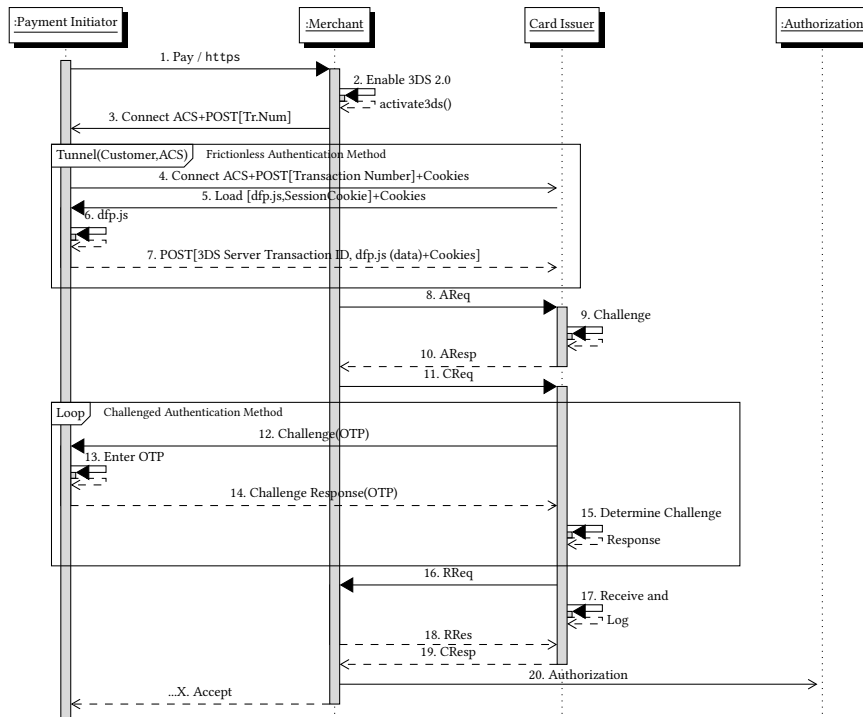 :Payment Initiator
:Merchant
Card Issuer
:Authorization
1. Pay / https
2. Enable 3DS 2.0
activate3ds()
3. Connect ACS+POST[Tr.Num]
Tunnel(Customer,ACS)
Frictionless Authentication Method
4. Connect ACS+POST[Transaction Number]+Cookies
5. Load [dfp.js,SessionCookie]+Cookies
6. dfp.js
7. POST[3DS Server Transaction ID, dfp.js (data)+Cookies]
8. AReq
9. Challenge
10. AResp
11. CReq
Loop
Challenged Authentication Method
12. Challenge(OTP)
13. Enter OTP
14. Challenge Response(OTP)
15. Determine Challenge
Response
16. RReq
17. Receive and
Log
18. RRes
19. CResp
20. Authorization
...X. Accept